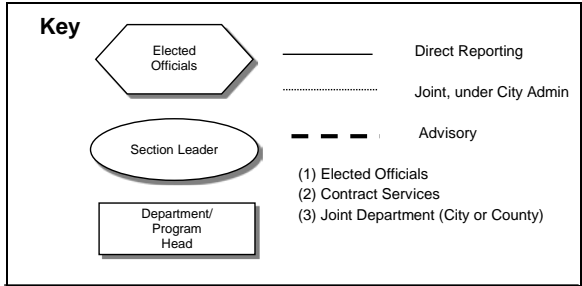 Key
Elected
Officials
Direct Reporting
Joint, under City Admin
Section Leader
Advisory
(1) Elected Officials
(2) Contract Services
(3) Joint Department (City or County)
Department/
Program
Head